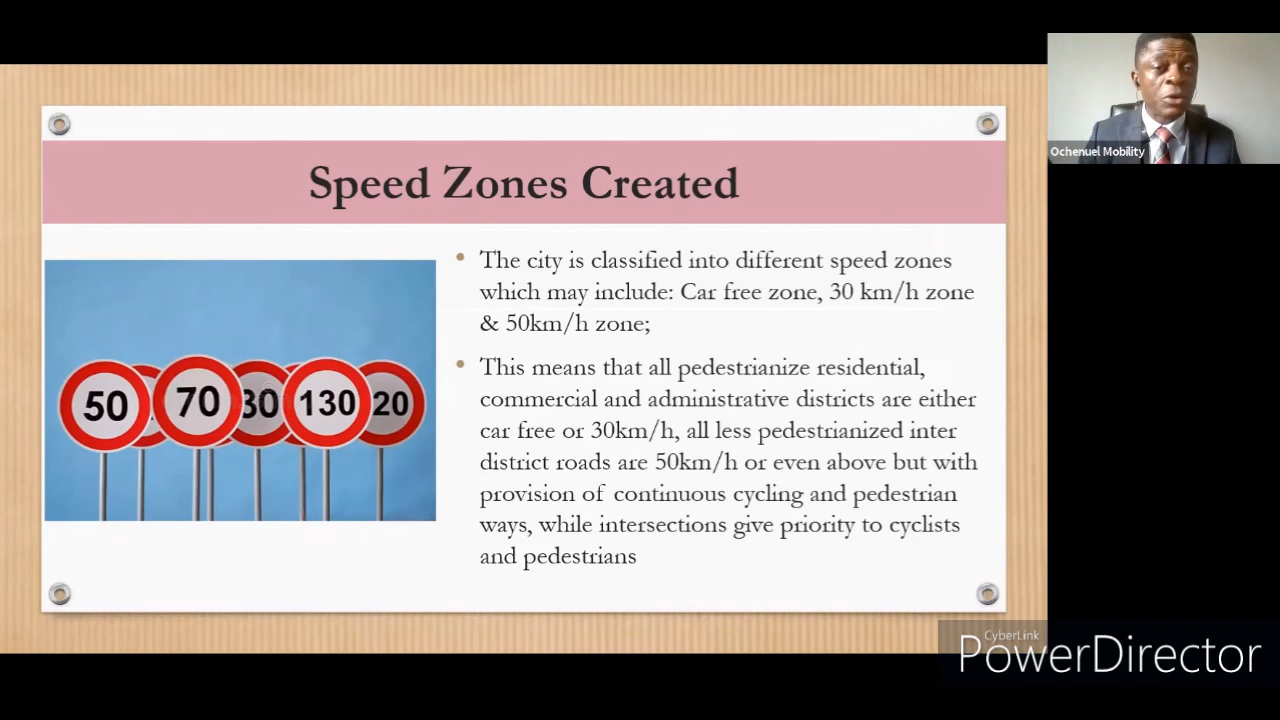 Speed Zones Created
50
70
30
130
20
• The city is classified into different speed zones
which may include: Car free zone, 30 km/h zone
& 50km/h zone;
• This means that all pedestrianize residential,
commercial and administrative districts are either
car free or 30km/h, all less pedestrianized inter
district roads are 50km/h or even above but with
provision of continuous cycling and pedestrian
ways, while intersections give priority to cyclists
and pedestrians
Ochenuel Mobility
CyberLink
PowerDirector